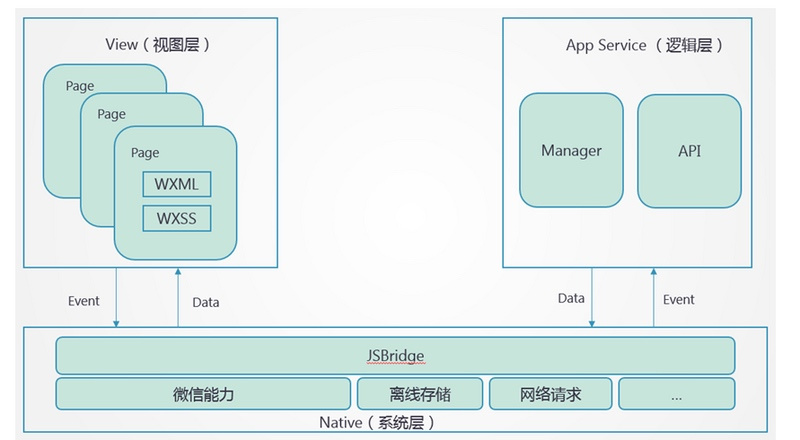 View（视图层）
Page
Page
Page
WXML
WXSS
App Service （逻辑层）
Manager
API
Event
Data
Data
Event
JSBridge
微信能力
离线存储
网络请求
...
Native（系统层）